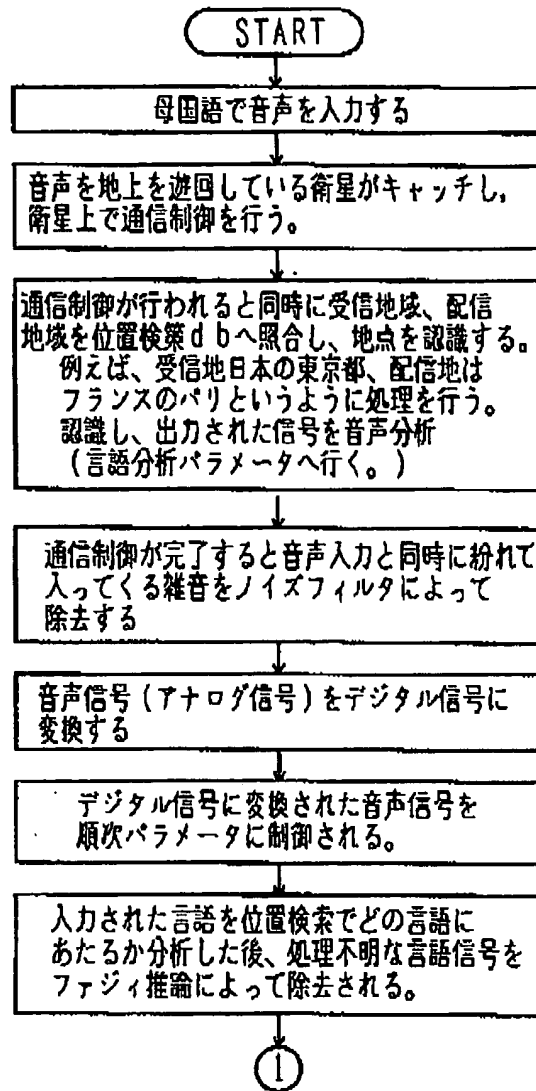 START
母国語で音声を入力する
音声を地上を遊回している衛星がキャッチし、
衛星上で通信制御を行う。
通信制御が行われると同時に受信地域、配信
地域を位置検築dbへ照合し、地点を認識する。
例えば、受信地日本の東京都、配信地は
フランスのパリというように処理を行う。
認識し、出力された信号を音声分析
(言語分析パラメータへ行く。)
通信制御が完了すると音声入力と同時に紛れて
入ってくる雑音をノイズフィルタによって
除去する
音声信号(アナログ信号)をデジタル信号に
変換する
デジタル信号に変換された音声信号を
順次パラメータに制御される。
入力された言語を位置検索でどの言語に
あたるか分析した後、処理不明な言語信号を
ファジィ推論によって除去される。
1